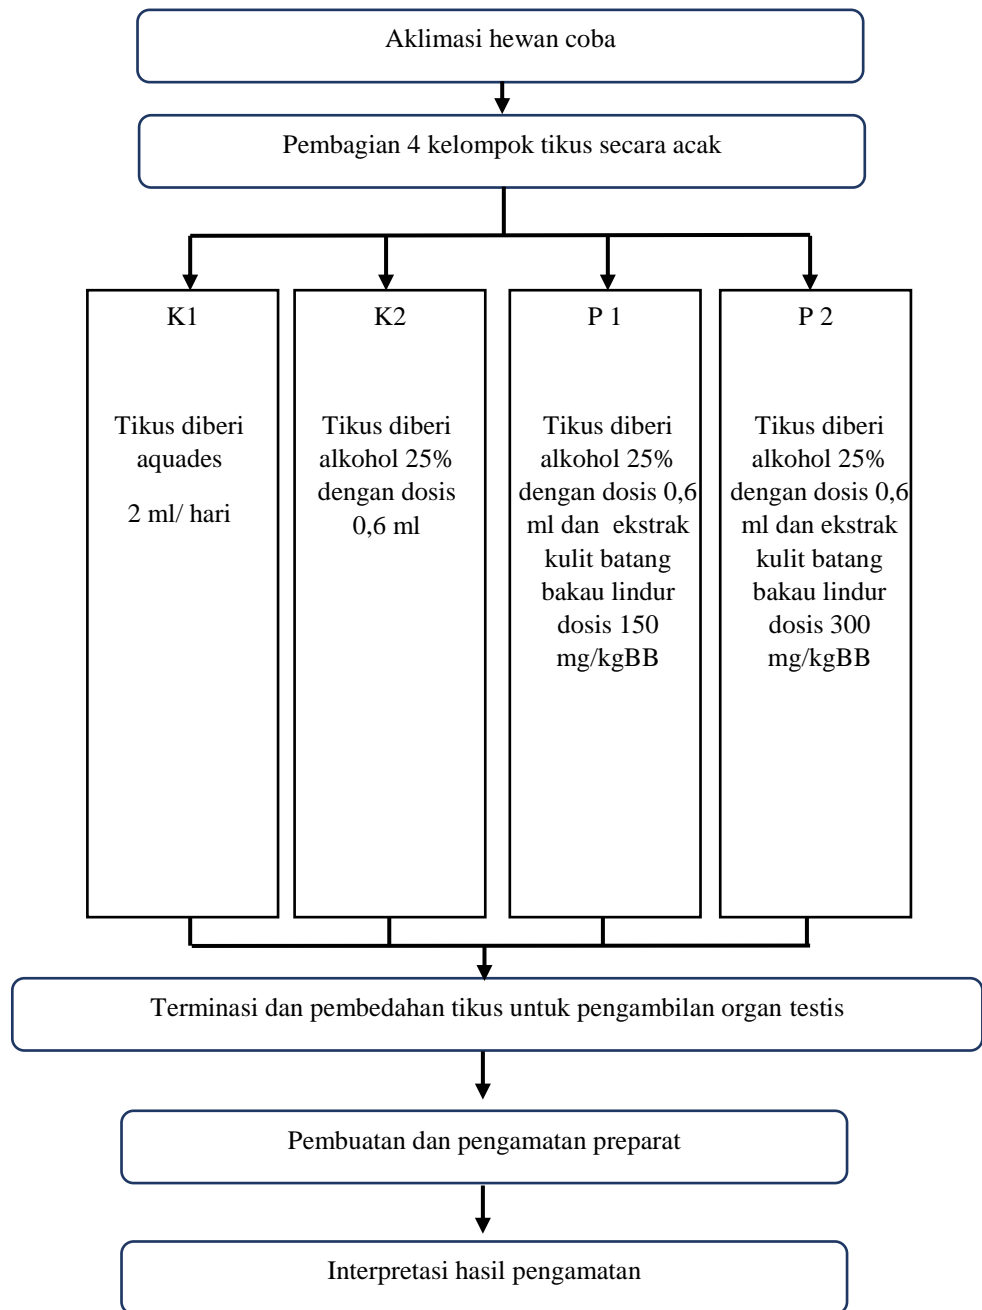 Aklimasi hewan coba
Pembagian 4 kelompok tikus secara acak
K1
Tikus diberi
aquades
2 ml/ hari
K2
Tikus diberi
alkohol 25%
dengan dosis
0,6 ml
P 1
Tikus diberi
alkohol 25%
dengan dosis 0,6
ml dan ekstrak
kulit batang
bakau lindur
dosis 150
mg/kgBB
P 2
Tikus diberi
alkohol 25%
dengan dosis 0,6
ml dan ekstrak
kulit batang
bakau lindur
dosis 300
mg/kgBB
Terminasi dan pembedahan tikus untuk pengambilan organ testis
Pembuatan dan pengamatan preparat
Interpretasi hasil pengamatan